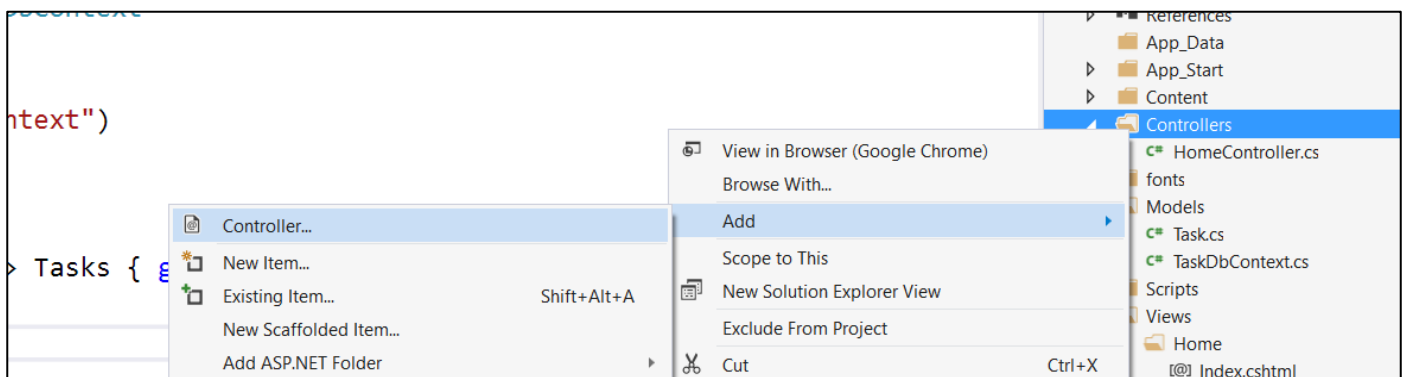 ntext")
> Tasks { g
Controller...
New Item...
Existing Item... Shift+Alt+A
New Scaffolded Item...
Add ASP.NET Folder
View in Browser (Google Chrome)
Browse With...
Add
Scope to This
New Solution Explorer View
Exclude From Project
Cut Ctrl+X
References
App_Data
App_Start
Content
Controllers
C# HomeController.cs
fonts
Models
C# Task.cs
C# TaskDbContext.cs
Scripts
Views
Home
[@] Index.cshtml